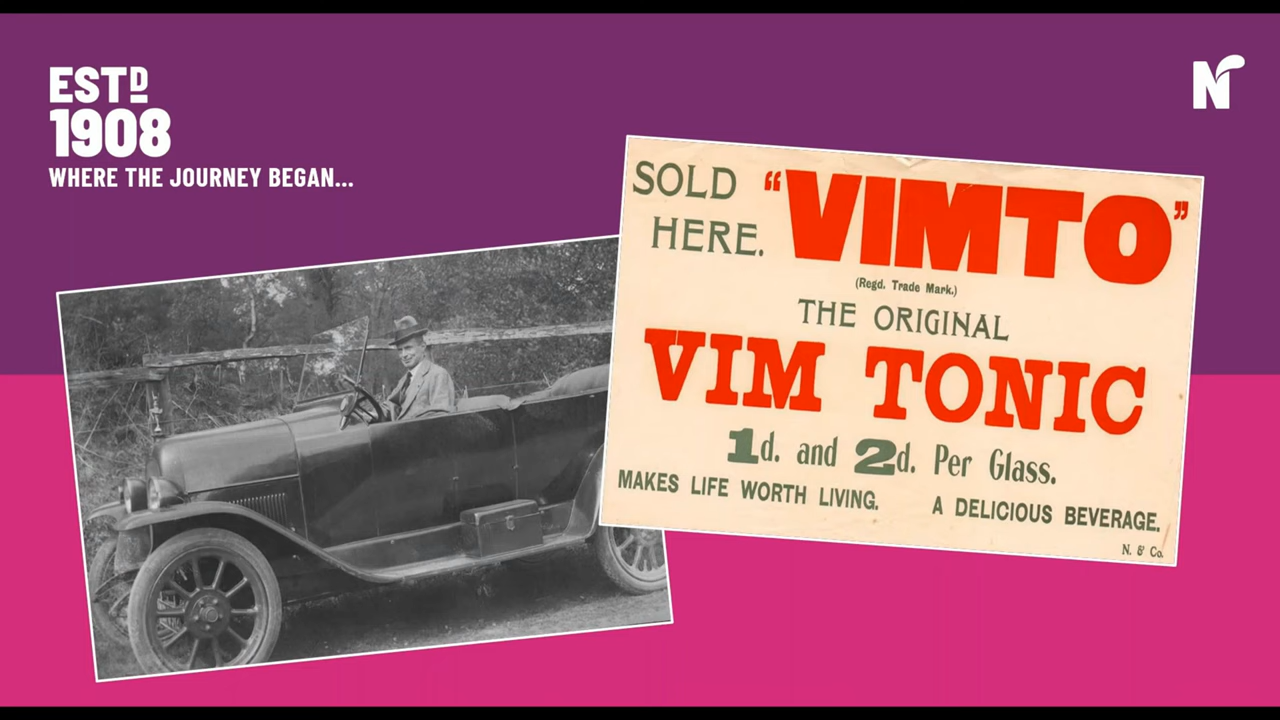 ESTD
1908
WHERE THE JOURNEY BEGAN...
N
SOLD HERE. “VIMTO”
(Regd. Trade Mark.)
THE ORIGINAL
VIM TONIC
1d. and 2d. Per Glass.
MAKES LIFE WORTH LIVING. A DELICIOUS BEVERAGE.
N. & Co.